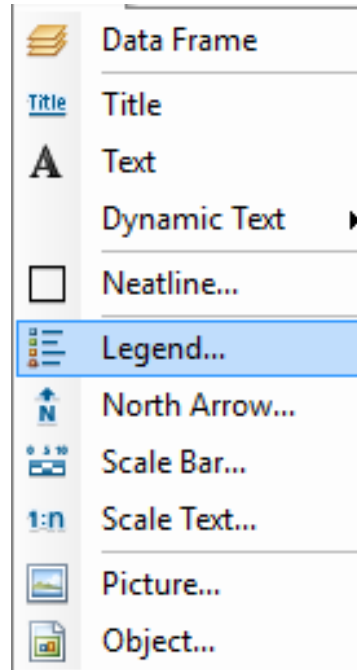 Data Frame
Title Title
A Text
Dynamic Text
Neatline...
Legend...
N North Arrow...
0 5 10 Scale Bar...
1:n Scale Text...
Picture...
Object...